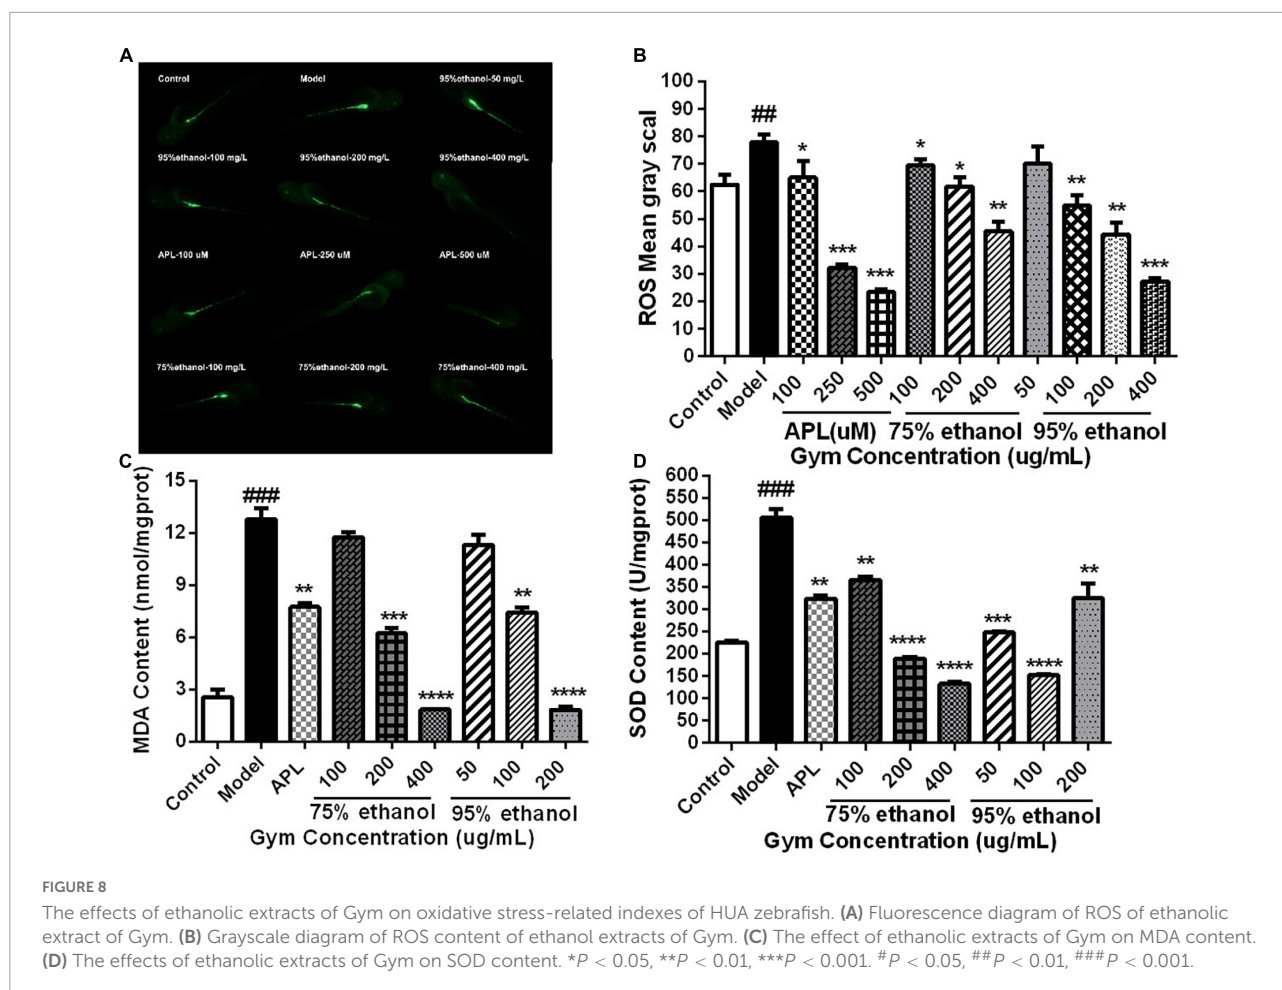 A
Control Model 95%ethanol-50 mg/L
95%ethanol-100 mg/L 95%ethanol-200 mg/L 95%ethanol-400 mg/L
APL-100 uM APL-250 uM APL-500 uM
75%ethanol-100 mg/L 75%ethanol-200 mg/L 75%ethanol-400 mg/L
B
ROS Mean gray scal
100
90
80
70
60
50
40
30
20
10
0
## * *** *** * * ** ** ** ***
Control Model 100 250 500 100 200 400 50 100 200 400
APL(uM) 75% ethanol 95% ethanol
Gym Concentration (ug/mL)
C
MDA Content (nmol/mgprot)
15
12
9
6
3
0
### ** *** **** ** ****
Control Model APL 100 200 400 50 100 200
75% ethanol 95% ethanol
Gym Concentration (ug/mL)
D
SOD Content (U/mgprot)
600
550
500
450
400
350
300
250
200
150
100
50
0
### ** ** **** **** *** **** **
Control Model APL 100 200 400 50 100 200
75% ethanol 95% ethanol
Gym Concentration (ug/mL)
FIGURE 8
The effects of ethanolic extracts of Gym on oxidative stress-related indexes of HUA zebrafish. (A) Fluorescence diagram of ROS of ethanolic
extract of Gym. (B) Grayscale diagram of ROS content of ethanol extracts of Gym. (C) The effect of ethanolic extracts of Gym on MDA content.
(D) The effects of ethanolic extracts of Gym on SOD content. *P < 0.05, **P < 0.01, ***P < 0.001. #P < 0.05, ##P < 0.01, ###P < 0.001.